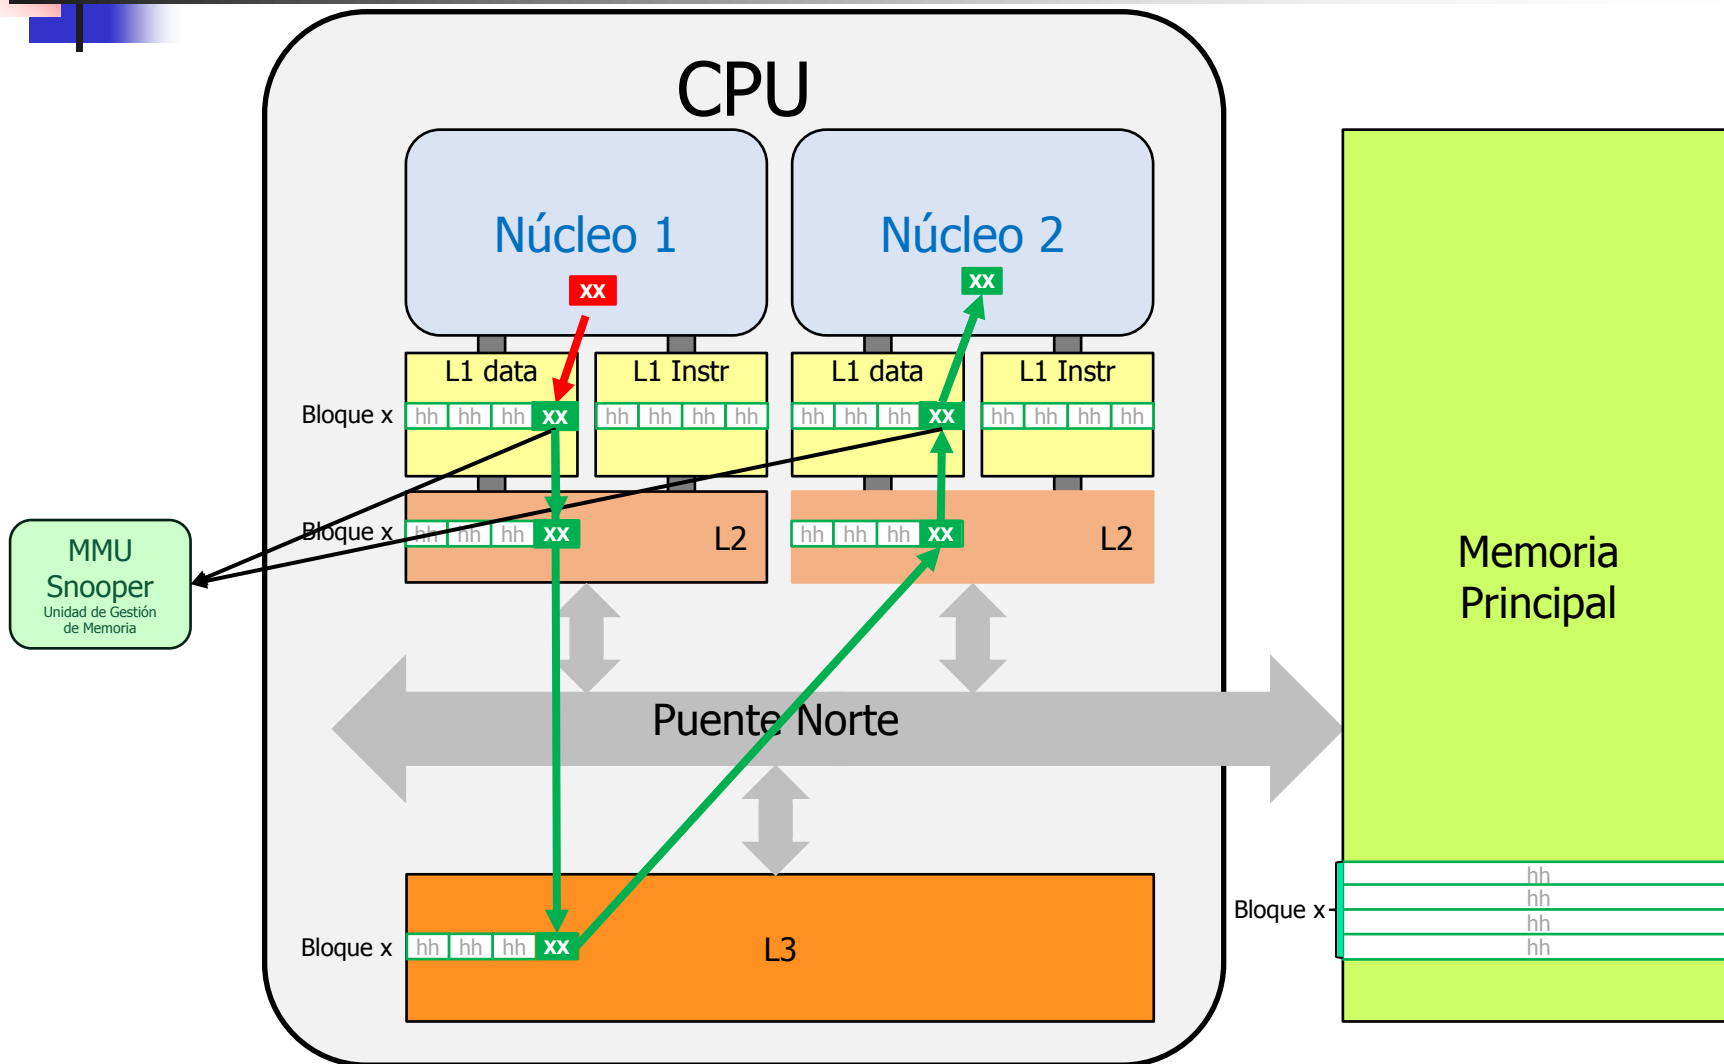 CPU
Núcleo 1
Núcleo 2
xx
xx
L1 data
L1 Instr
L1 data
L1 Instr
Bloque x
hh hh hh xx
hh hh hh hh
hh hh hh xx
hh hh hh hh
Bloque x
hh hh hh xx
L2
hh hh hh xx
L2
MMU
Snooper
Unidad de Gestión
de Memoria
Memoria
Principal
Puente Norte
Bloque x
hh
hh
hh
hh
Bloque x
hh hh hh xx
L3